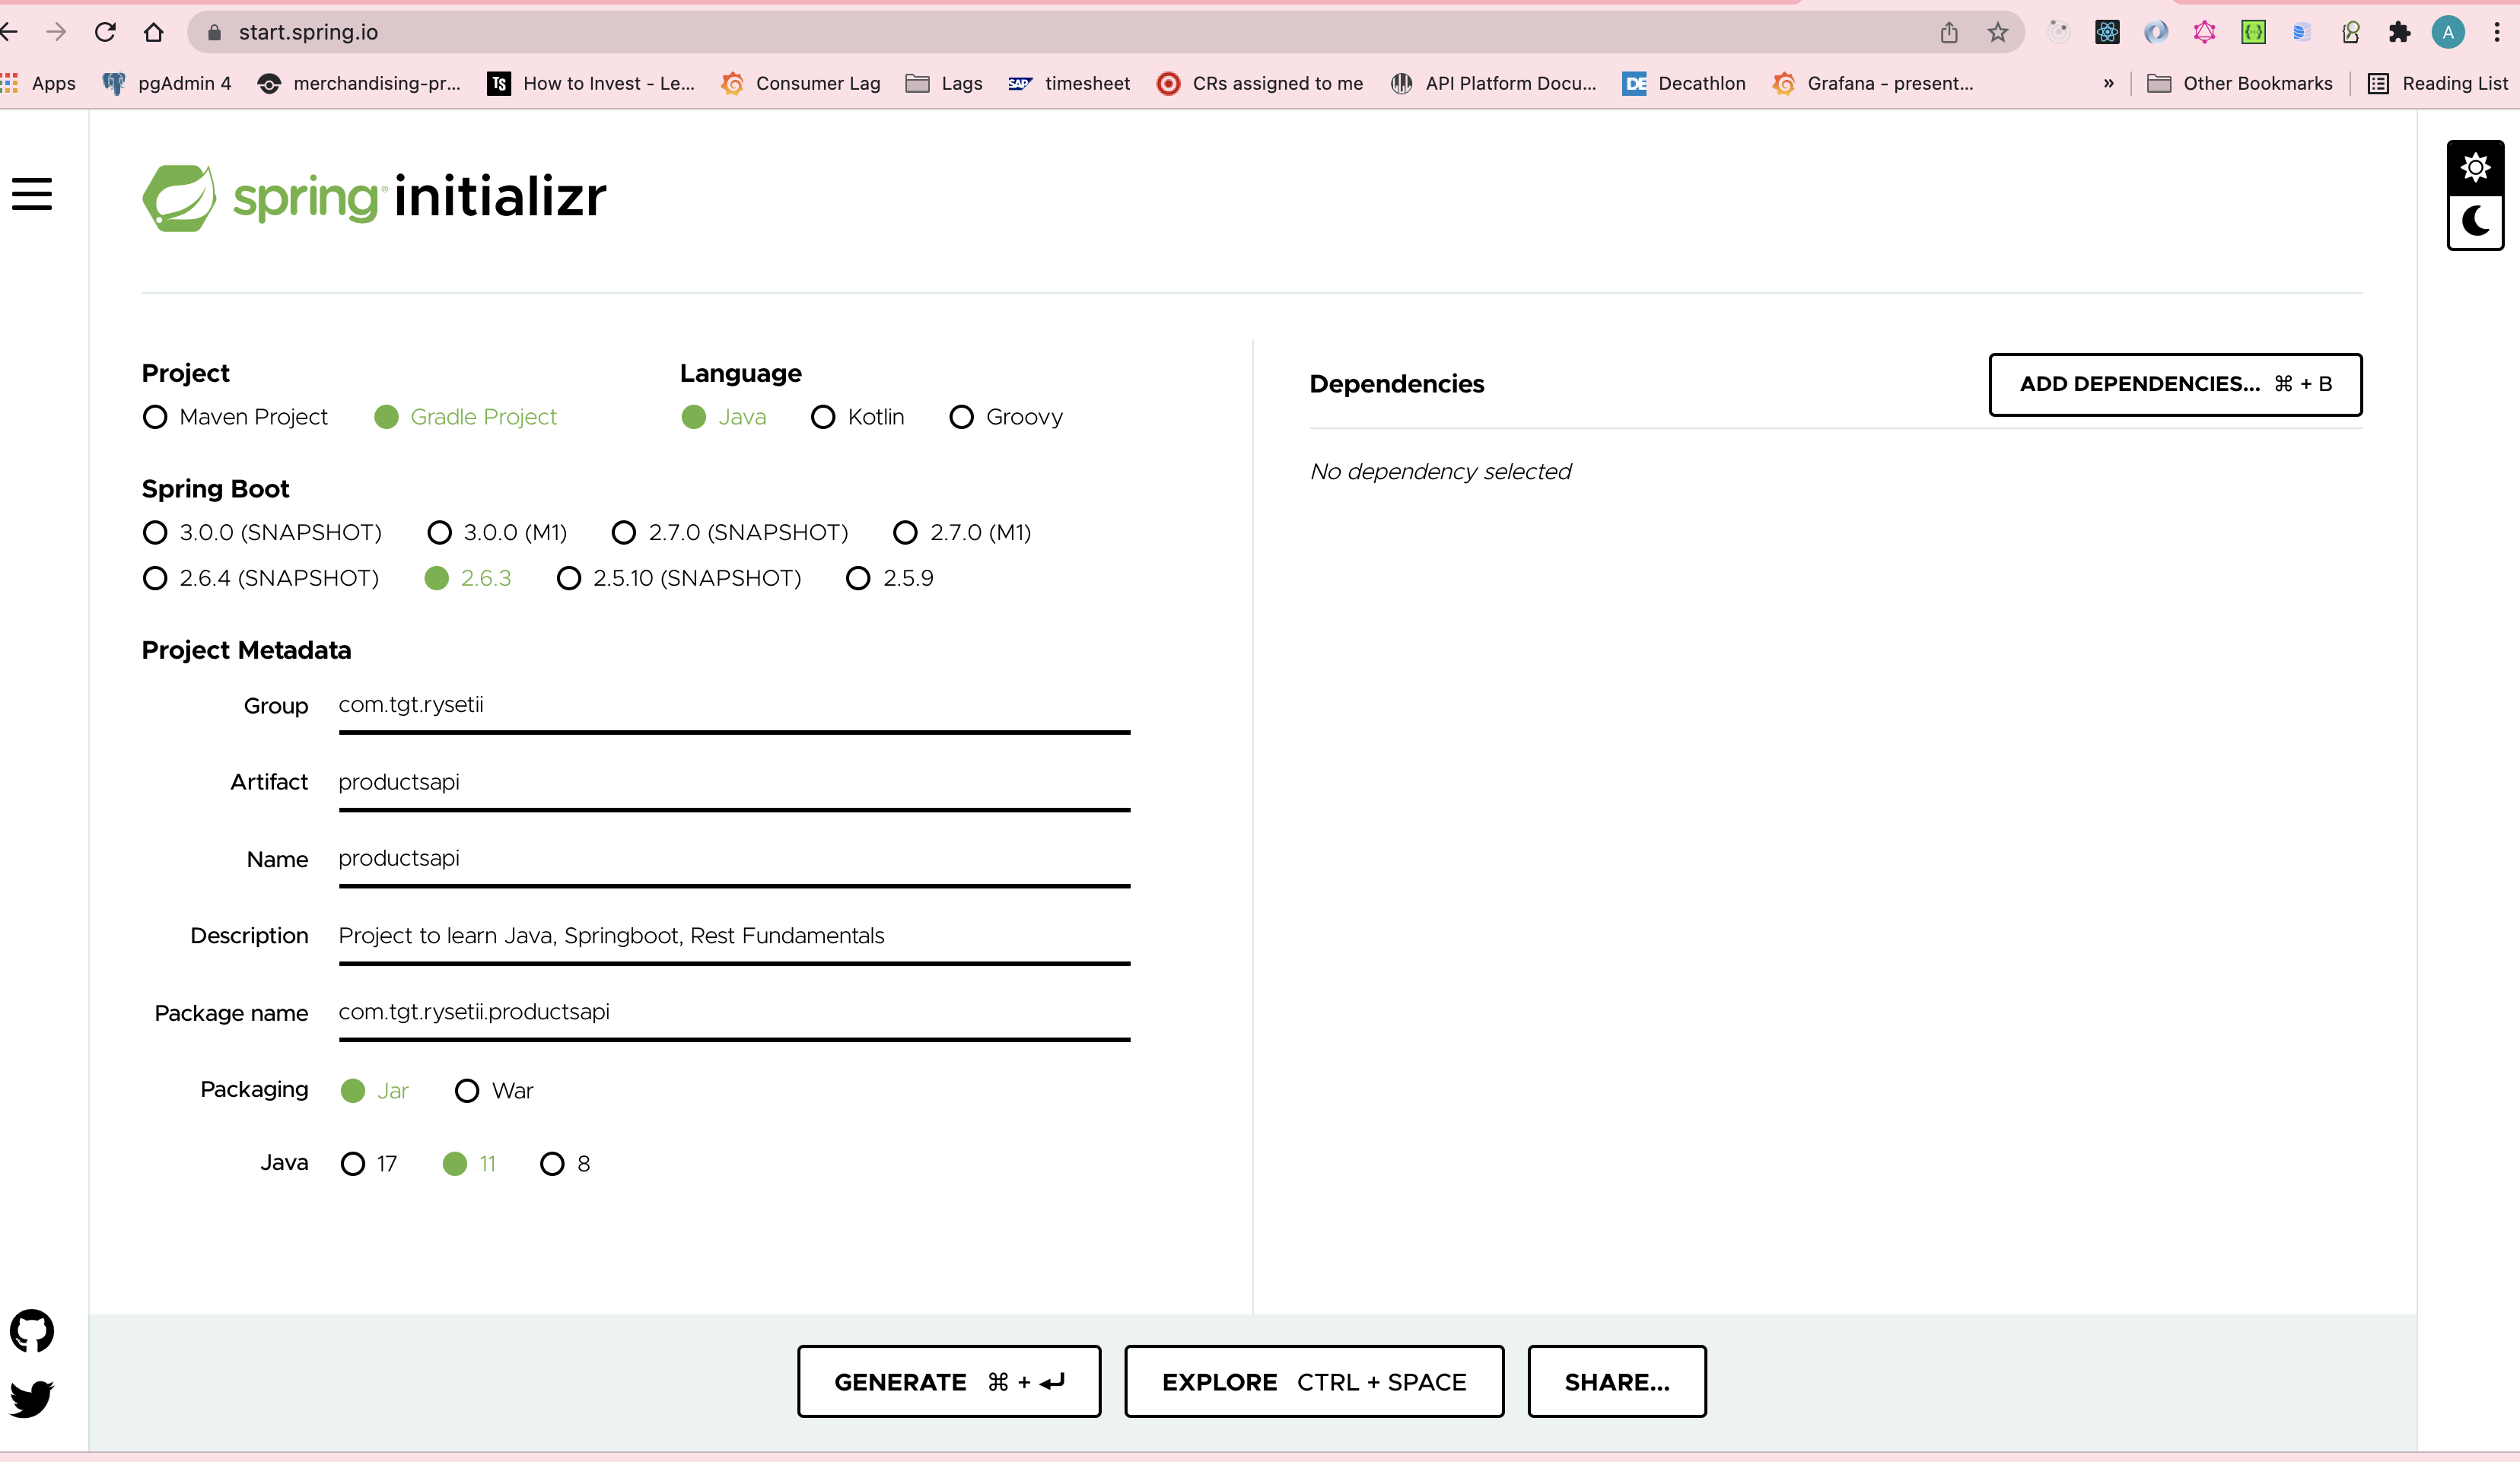 start.spring.io
A
Apps pgAdmin 4 merchandising-pr... Ts How to Invest - Le... Consumer Lag Lags SAP timesheet CRs assigned to me API Platform Docu... DE Decathlon Grafana - present... » Other Bookmarks Reading List
spring initializr
Project
Maven Project Gradle Project
Language
Java Kotlin Groovy
Spring Boot
3.0.0 (SNAPSHOT) 3.0.0 (M1) 2.7.0 (SNAPSHOT) 2.7.0 (M1)
2.6.4 (SNAPSHOT) 2.6.3 2.5.10 (SNAPSHOT) 2.5.9
Project Metadata
Group com.tgt.rysetii
Artifact productsapi
Name productsapi
Description Project to learn Java, Springboot, Rest Fundamentals
Package name com.tgt.rysetii.productsapi
Packaging Jar War
Java 17 11 8
Dependencies
ADD DEPENDENCIES... ⌘ + B
No dependency selected
GENERATE ⌘ + ↵
EXPLORE CTRL + SPACE
SHARE...